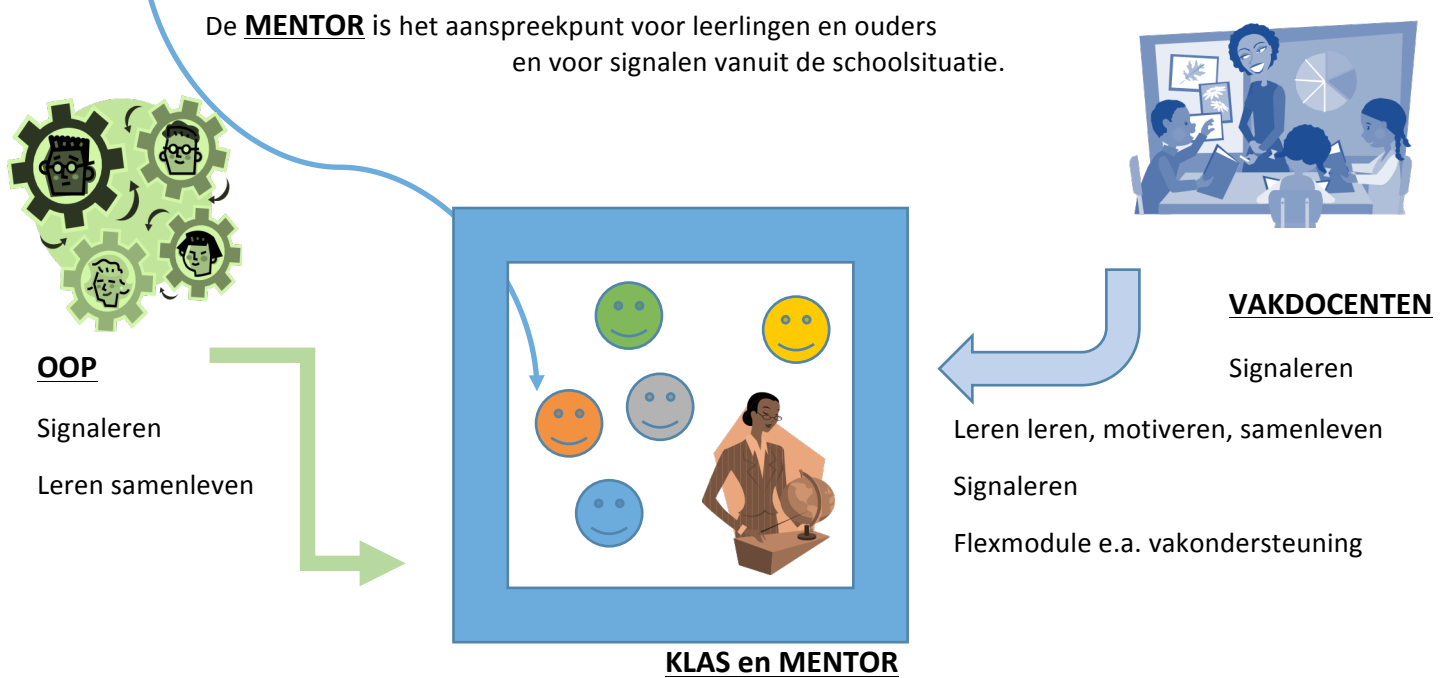 De MENTOR is het aanspreekpunt voor leerlingen en ouders
en voor signalen vanuit de schoolsituatie.
OOP
Signaleren
Leren samenleven
VAKDOCENTEN
Signaleren
Leren leren, motiveren, samenleven
Signaleren
Flexmodule e.a. vakondersteuning
KLAS en MENTOR